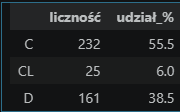 liczność udział_%
C 232 55.5
CL 25 6.0
D 161 38.5